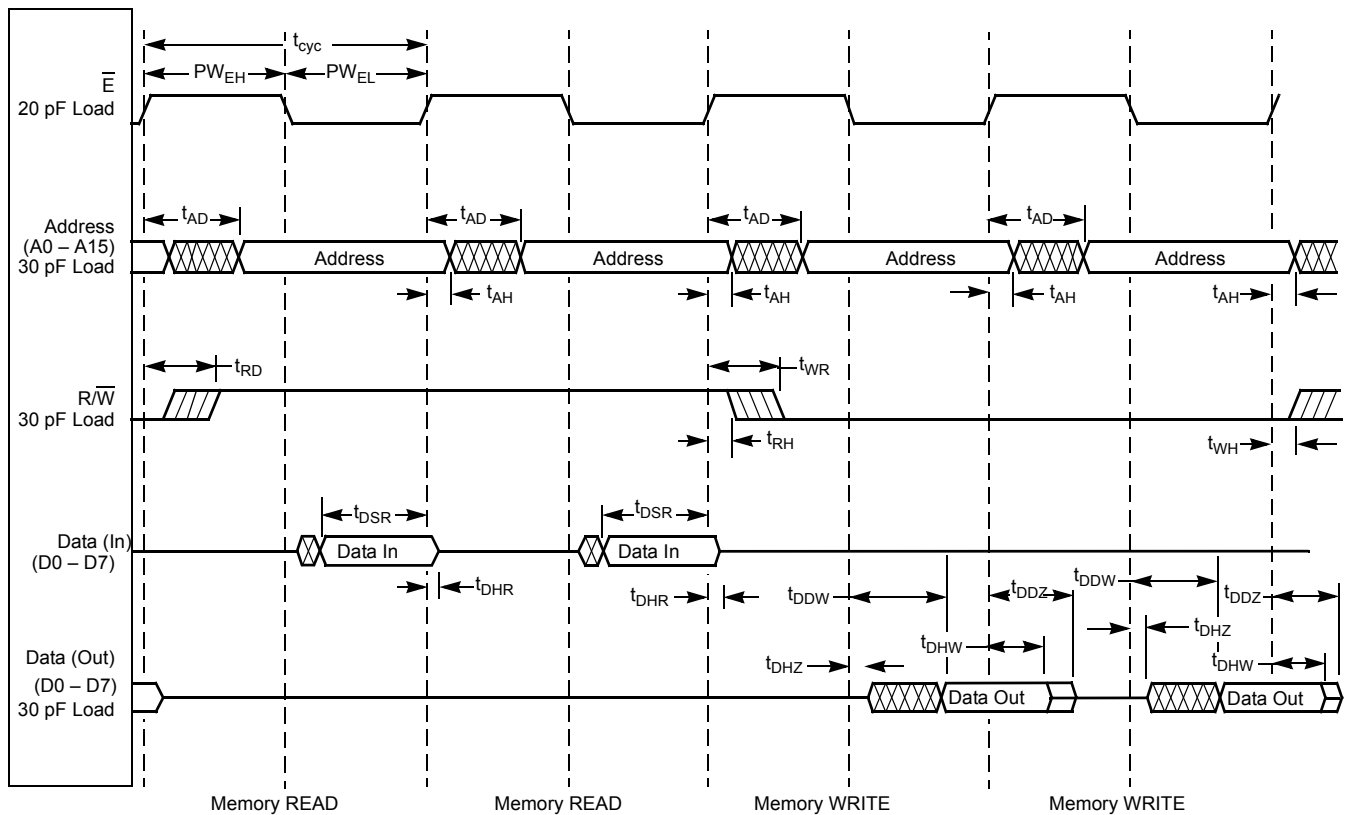 tcyc
PWEH PWEL
E
20 pF Load
tAD tAD tAD tAD
Address
(A0 – A15)
30 pF Load
Address Address Address Address
tAH tAH tAH tAH
tRD tWR
R/W
30 pF Load
tRH tWH
tDSR tDSR
Data (In)
(D0 – D7)
Data In Data In
tDHR tDHR tDDW tDDZ tDDW tDDZ
tDHZ tDHW tDHZ tDHW
Data (Out)
(D0 – D7)
30 pF Load
Data Out Data Out
Memory READ Memory READ Memory WRITE Memory WRITE